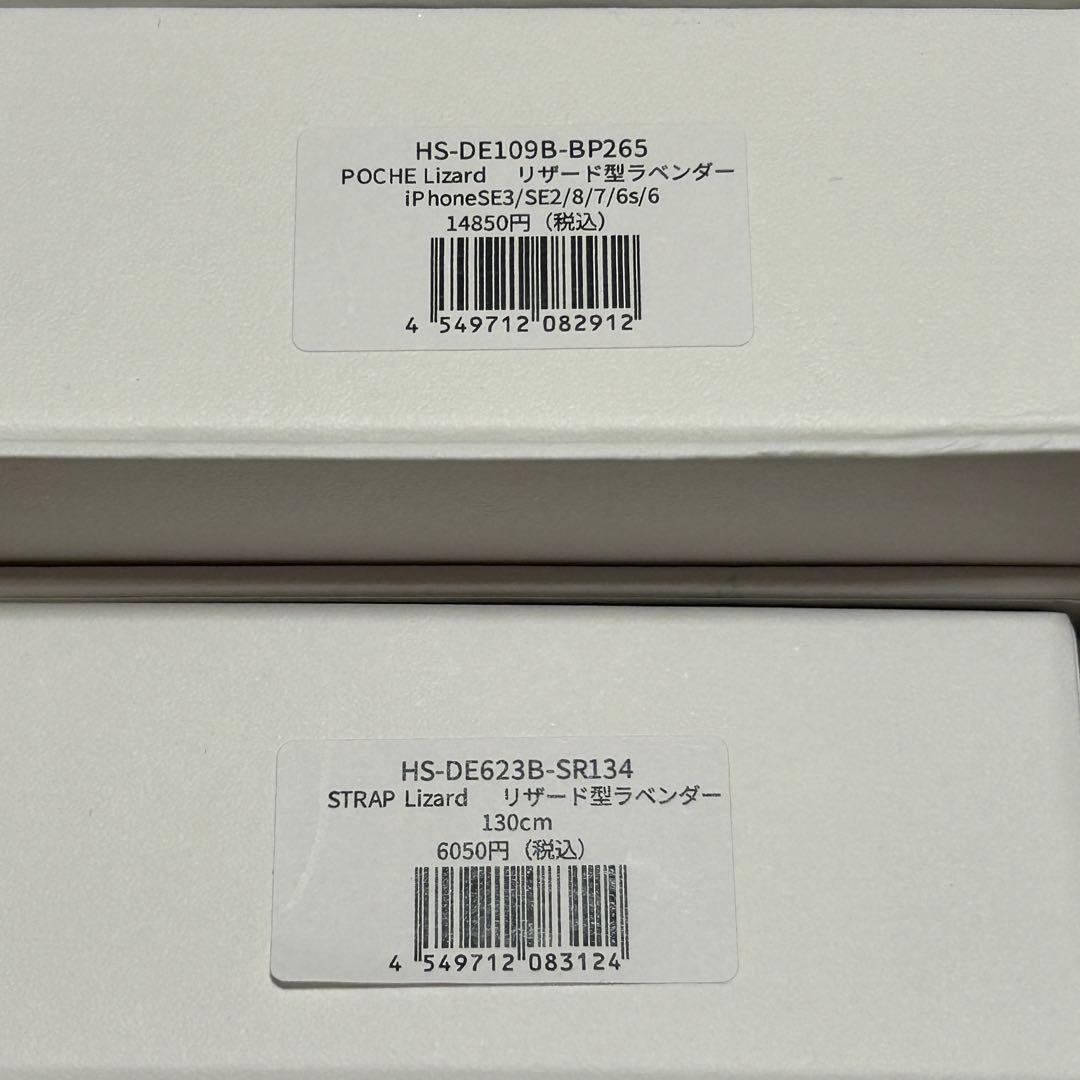 HS-DE109B-BP265
POCHE Lizard リザード型ラベンダー
iPhoneSE3/SE2/8/7/6s/6
14850円（税込）
4 549712 082912
HS-DE623B-SR134
STRAP Lizard リザード型ラベンダー
130cm
6050円（税込）
4 549712 083124